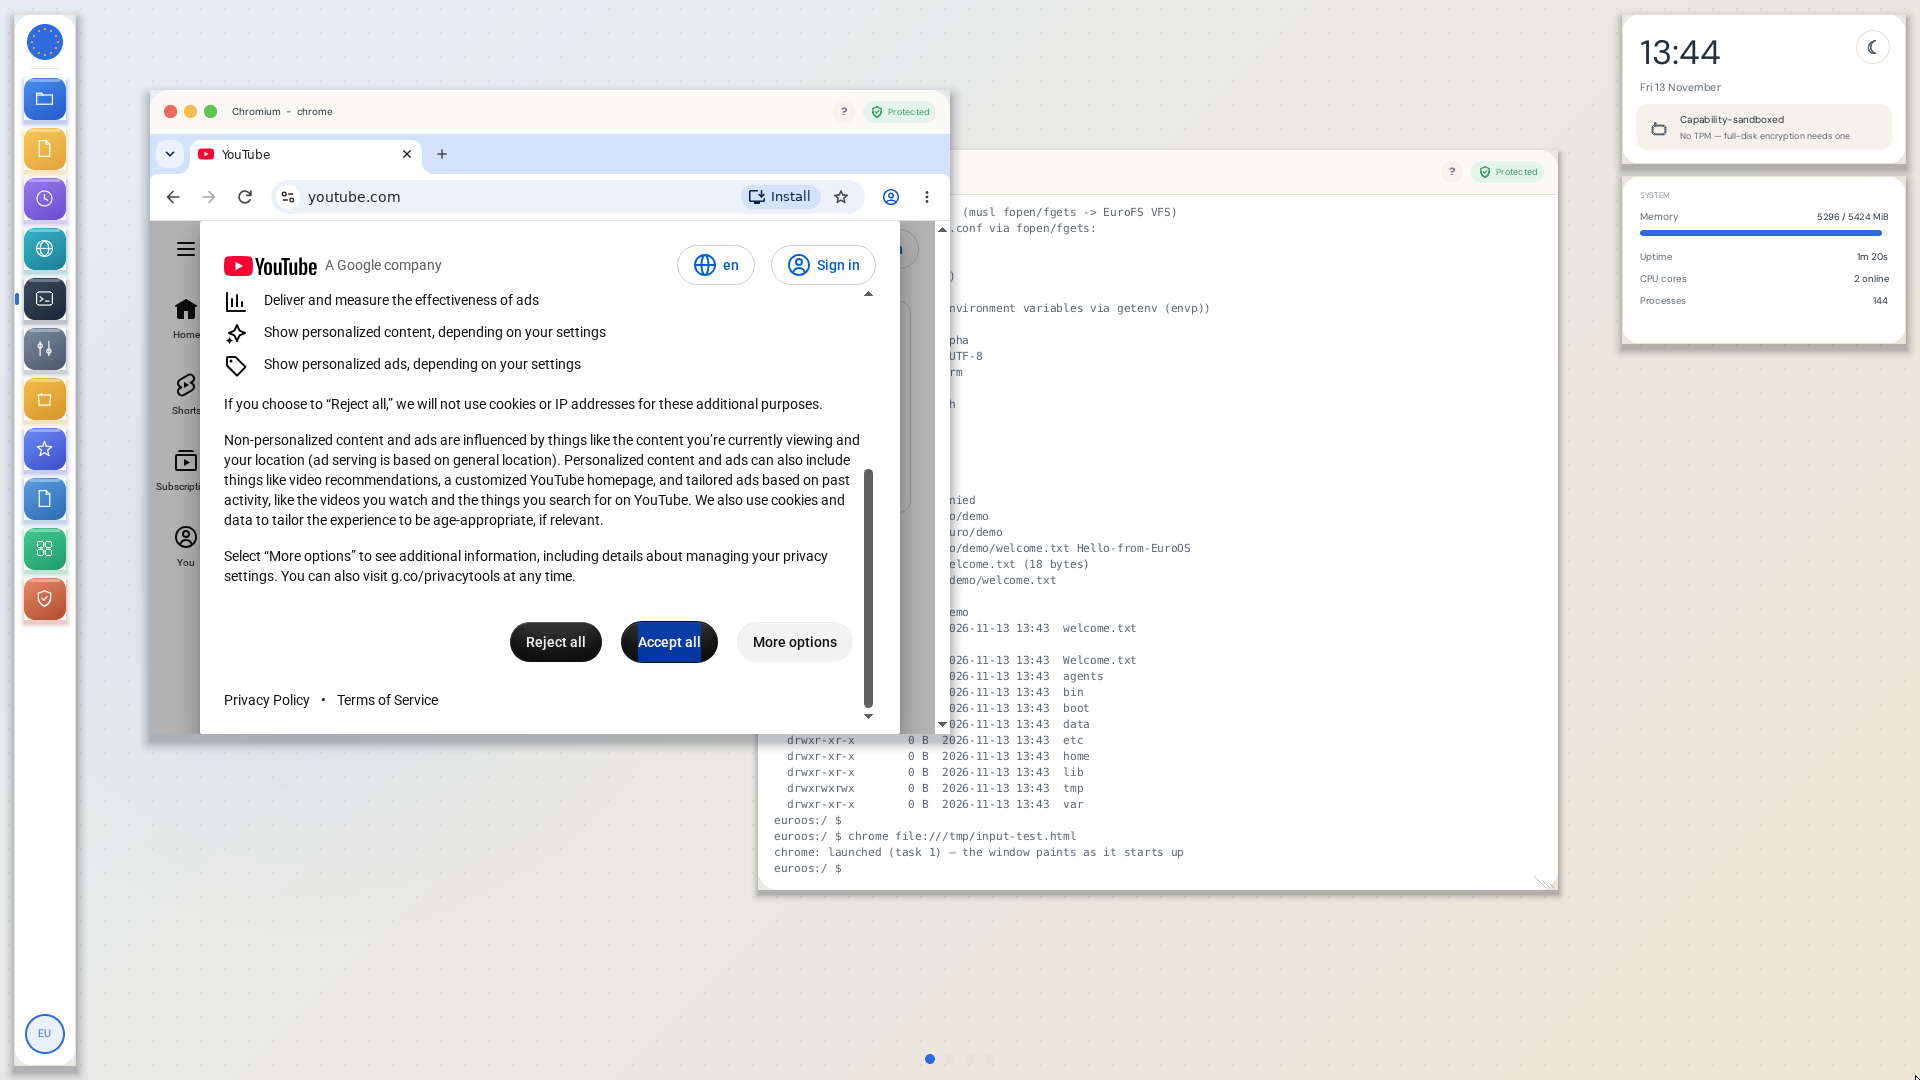 Chromium - chrome
?
Protected
YouTube
youtube.com
Install
YouTube
A Google company
en
Sign in
Home
Shorts
Subscripti
You
Deliver and measure the effectiveness of ads
Show personalized content, depending on your settings
Show personalized ads, depending on your settings
If you choose to “Reject all,” we will not use cookies or IP addresses for these additional purposes.
Non-personalized content and ads are influenced by things like the content you’re currently viewing and
your location (ad serving is based on general location). Personalized content and ads can also include
things like video recommendations, a customized YouTube homepage, and tailored ads based on past
activity, like the videos you watch and the things you search for on YouTube. We also use cookies and
data to tailor the experience to be age-appropriate, if relevant.
Select “More options” to see additional information, including details about managing your privacy
settings. You can also visit g.co/privacytools at any time.
Reject all
Accept all
More options
Privacy Policy • Terms of Service
?
Protected
(musl fopen/fgets -> EuroFS VFS)
.conf via fopen/fgets:
)
nvironment variables via getenv (envp))
pha
UTF-8
rm
h
nied
o/demo
uro/demo
o/demo/welcome.txt Hello-from-EuroOS
elcome.txt (18 bytes)
demo/welcome.txt
emo
026-11-13 13:43 welcome.txt
026-11-13 13:43 Welcome.txt
026-11-13 13:43 agents
026-11-13 13:43 bin
026-11-13 13:43 boot
026-11-13 13:43 data
drwxr-xr-x 0 B 2026-11-13 13:43 etc
drwxr-xr-x 0 B 2026-11-13 13:43 home
drwxr-xr-x 0 B 2026-11-13 13:43 lib
drwxrwxrwx 0 B 2026-11-13 13:43 tmp
drwxr-xr-x 0 B 2026-11-13 13:43 var
euroos:/ $
euroos:/ $ chrome file:///tmp/input-test.html
chrome: launched (task 1) — the window paints as it starts up
euroos:/ $
13:44
Fri 13 November
Capability-sandboxed
No TPM — full-disk encryption needs one
SYSTEM
Memory 5296 / 5424 MiB
Uptime 1m 20s
CPU cores 2 online
Processes 144
EU